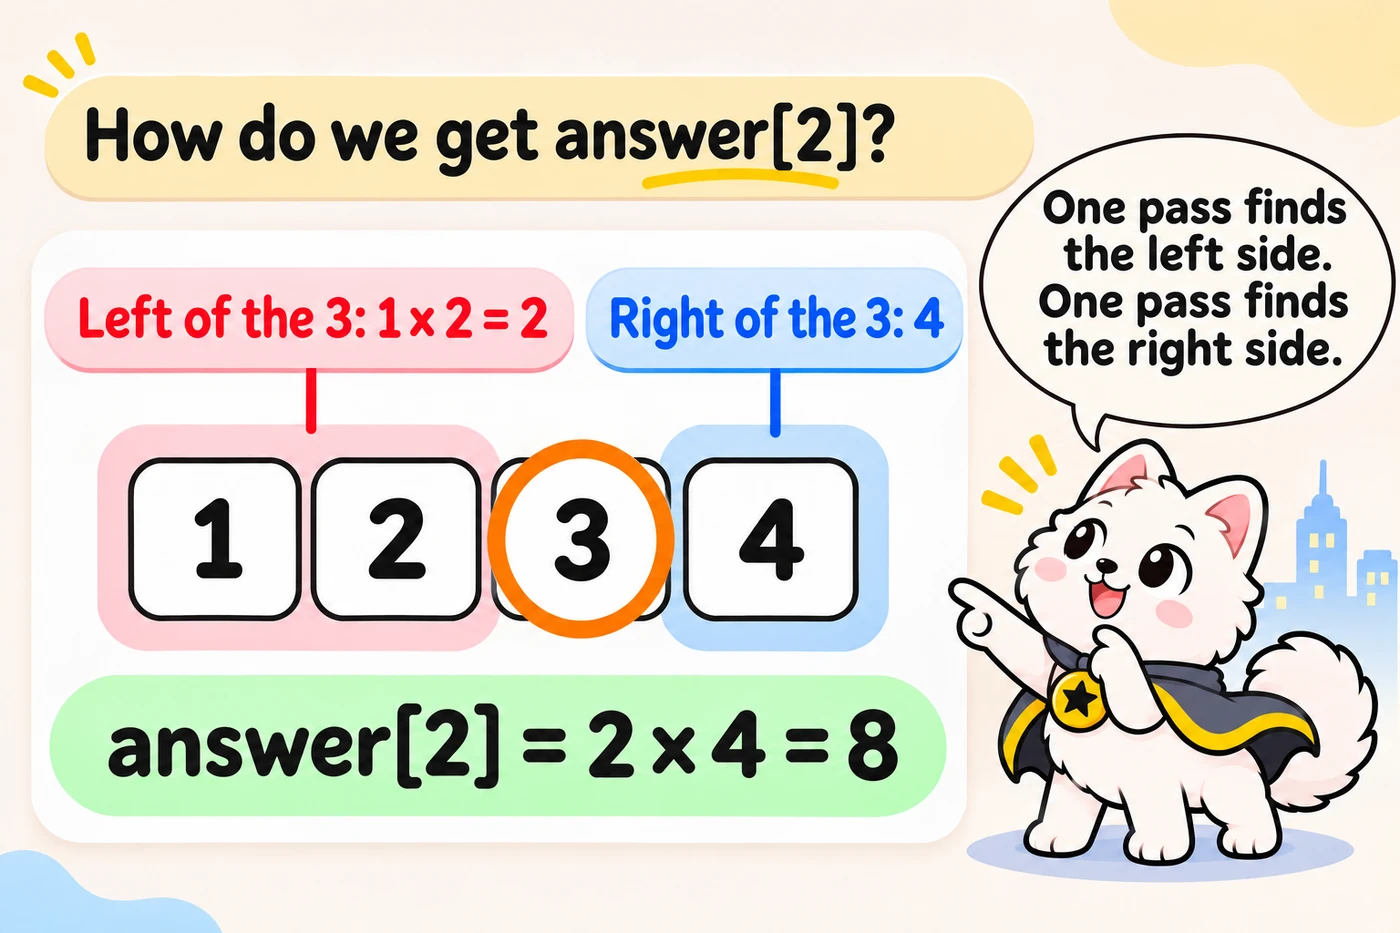 How do we get answer[2]?
One pass finds
the left side.
One pass finds
the right side.
Left of the 3: 1 x 2 = 2
Right of the 3: 4
1 2 3 4
answer[2] = 2 x 4 = 8